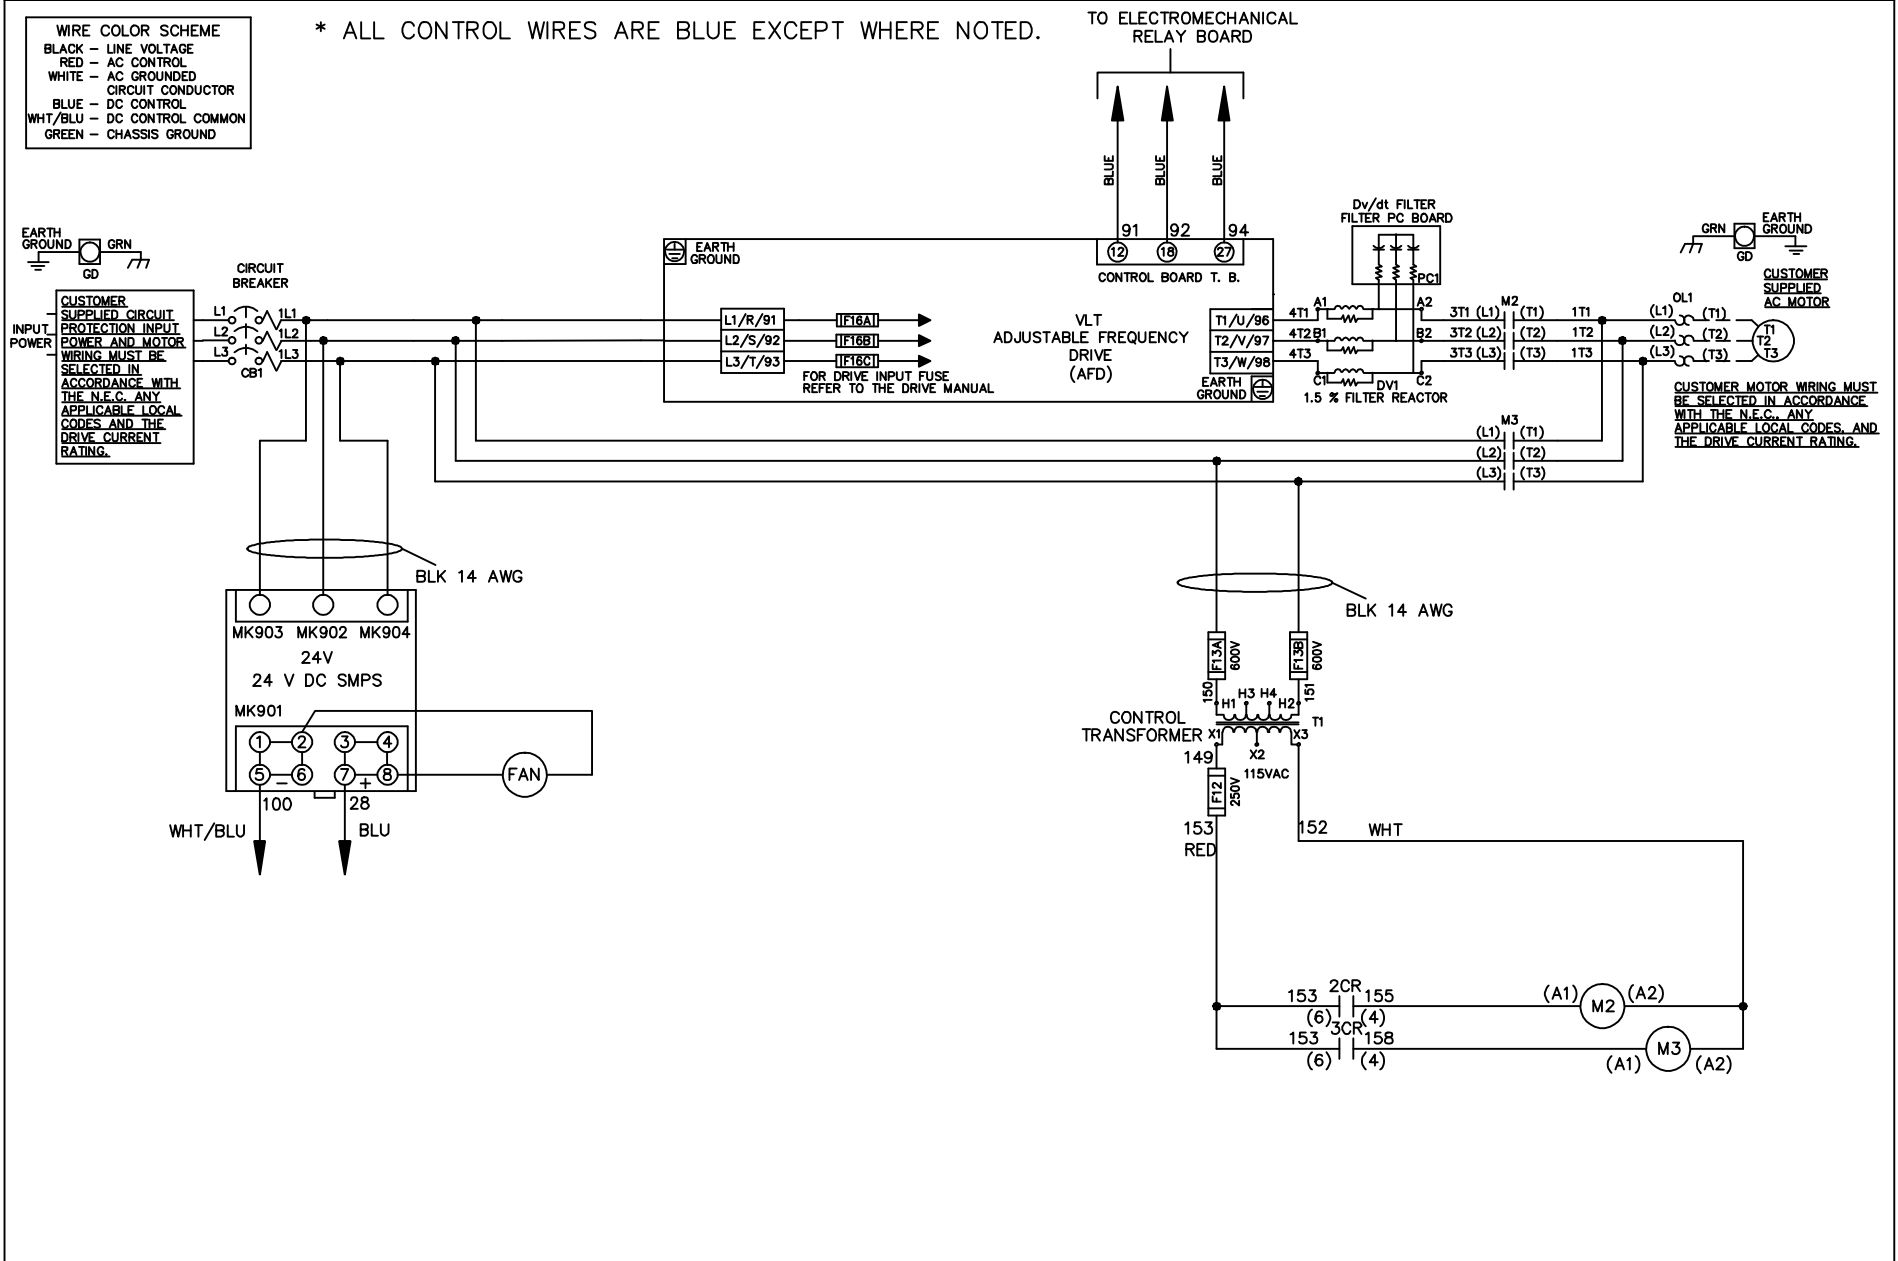 WIRE COLOR SCHEME
BLACK – LINE VOLTAGE
RED – AC CONTROL
WHITE – AC GROUNDED
CIRCUIT CONDUCTOR
BLUE – DC CONTROL
WHT/BLU – DC CONTROL COMMON
GREEN – CHASSIS GROUND
* ALL CONTROL WIRES ARE BLUE EXCEPT WHERE NOTED.
TO ELECTROMECHANICAL
RELAY BOARD
BLUE
BLUE
BLUE
91 92 94
12 18 27
CONTROL BOARD T. B.
EARTH
GROUND
GRN
GD
CIRCUIT
BREAKER
INPUT
POWER
CUSTOMER
SUPPLIED CIRCUIT
PROTECTION INPUT
POWER AND MOTOR
WIRING MUST BE
SELECTED IN
ACCORDANCE WITH
THE N.E.C. ANY
APPLICABLE LOCAL
CODES AND THE
DRIVE CURRENT
RATING.
L1 1L1
L2 1L2
L3 1L3
CB1
EARTH
GROUND
L1/R/91 IF16A
L2/S/92 IF16B
L3/T/93 IF16C
FOR DRIVE INPUT FUSE
REFER TO THE DRIVE MANUAL
VLT
ADJUSTABLE FREQUENCY
DRIVE
(AFD)
T1/U/96
T2/V/97
T3/W/98
EARTH
GROUND
Dv/dt FILTER
FILTER PC BOARD
PC1
4T1 A1 A2
4T2 B1 B2
4T3
C1 DV1 C2
1.5 % FILTER REACTOR
M2
3T1 (L1) (T1) 1T1
3T2 (L2) (T2) 1T2
3T3 (L3) (T3) 1T3
OL1
(L1) (T1)
(L2) (T2)
(L3) (T3)
T1
T2
T3
GRN
GD
EARTH
GROUND
CUSTOMER
SUPPLIED
AC MOTOR
CUSTOMER MOTOR WIRING MUST
BE SELECTED IN ACCORDANCE
WITH THE N.E.C., ANY
APPLICABLE LOCAL CODES, AND
THE DRIVE CURRENT RATING.
M3
(L1) (T1)
(L2) (T2)
(L3) (T3)
BLK 14 AWG
MK903 MK902 MK904
24V
24 V DC SMPS
MK901
1 2 3 4
5 – 6 7 + 8
FAN
100 28
WHT/BLU BLU
BLK 14 AWG
F13A
600V
F13B
600V
150
151
H1 H3 H4 H2
T1
CONTROL
TRANSFORMER
X1 X2 X3
149
115VAC
F12
250V
153
RED
152 WHT
2CR
153 155
(6) (4)
(A1) M2 (A2)
3CR
153 158
(6) (4)
(A1) M3 (A2)